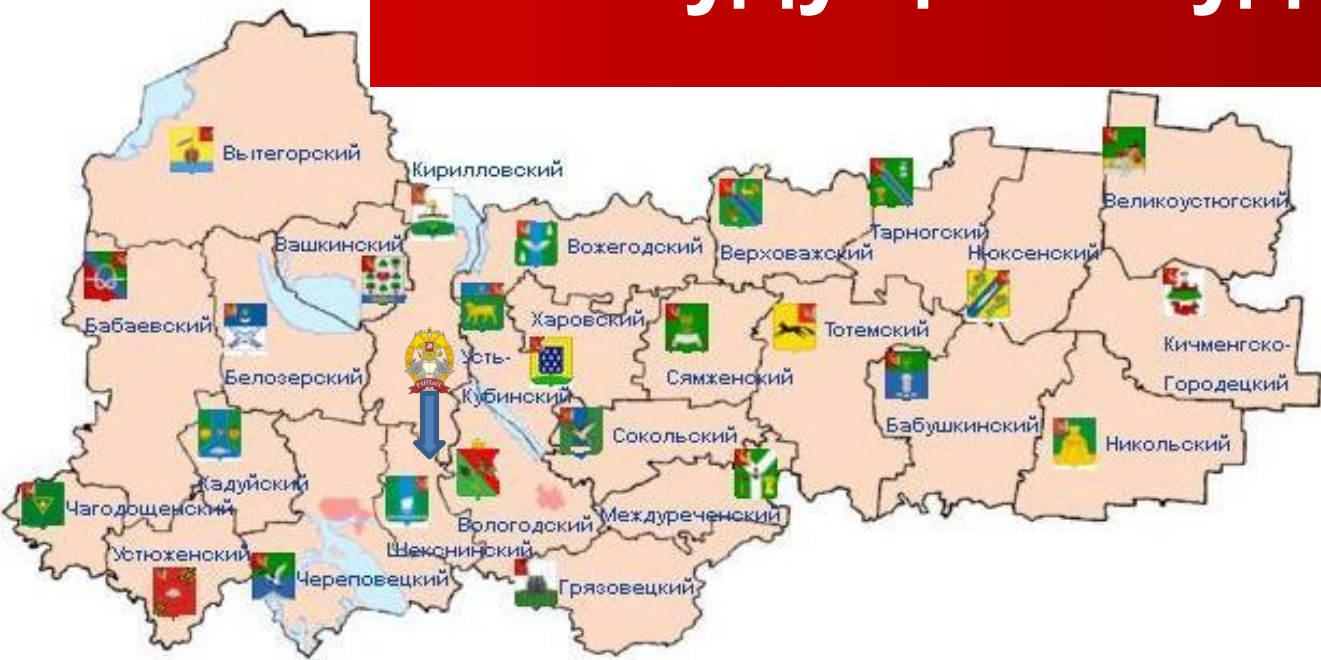 Вытегорский
Кирилловский
Великоустюгский
Вашкинский
Вожегодский
Верховажский
Тарногский
Нюксенский
Бабаевский
Харовский
Тотемский
Кичменгско-
Городецкий
Усть-
Кубинский
Белозерский
Сямженский
Бабушкинский
Сокольский
Никольский
Кадуйский
Чагодощенский
Вологодский
Междуреченский
Устюженский
Шекснинский
Череповецкий
Грязовецкий